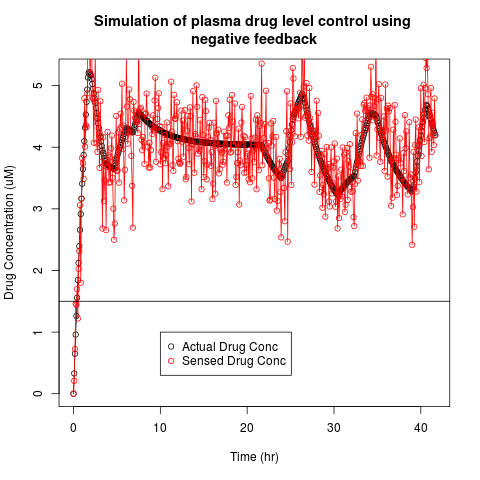 Simulation of plasma drug level control using
negative feedback
Drug Concentration (uM)
5
4
3
2
1
0
Actual Drug Conc
Sensed Drug Conc
0 10 20 30 40
Time (hr)